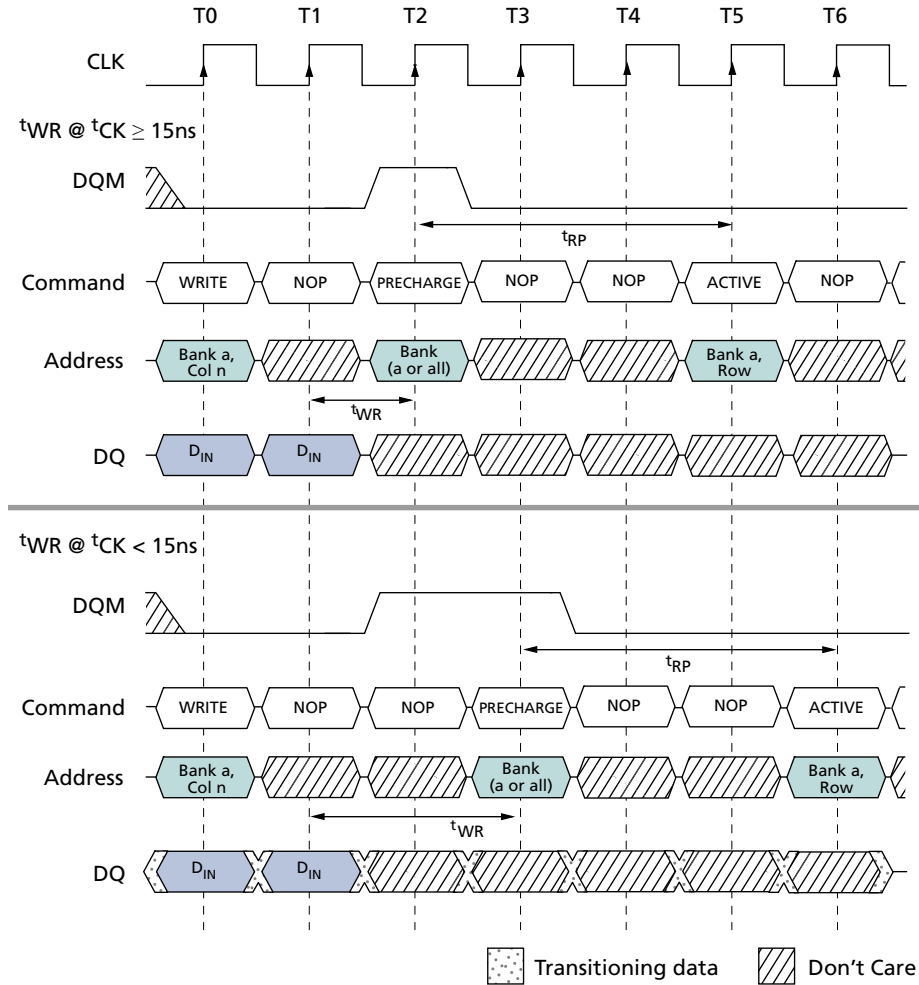 T0 T1 T2 T3 T4 T5 T6
CLK
tWR @ tCK ≥ 15ns
DQM
tRP
Command WRITE NOP PRECHARGE NOP NOP ACTIVE NOP
Address Bank a, Col n Bank (a or all) Bank a, Row
tWR
DQ DIN DIN
tWR @ tCK < 15ns
DQM
tRP
Command WRITE NOP NOP PRECHARGE NOP NOP ACTIVE
Address Bank a, Col n Bank (a or all) Bank a, Row
tWR
DQ DIN DIN
Transitioning data Don't Care